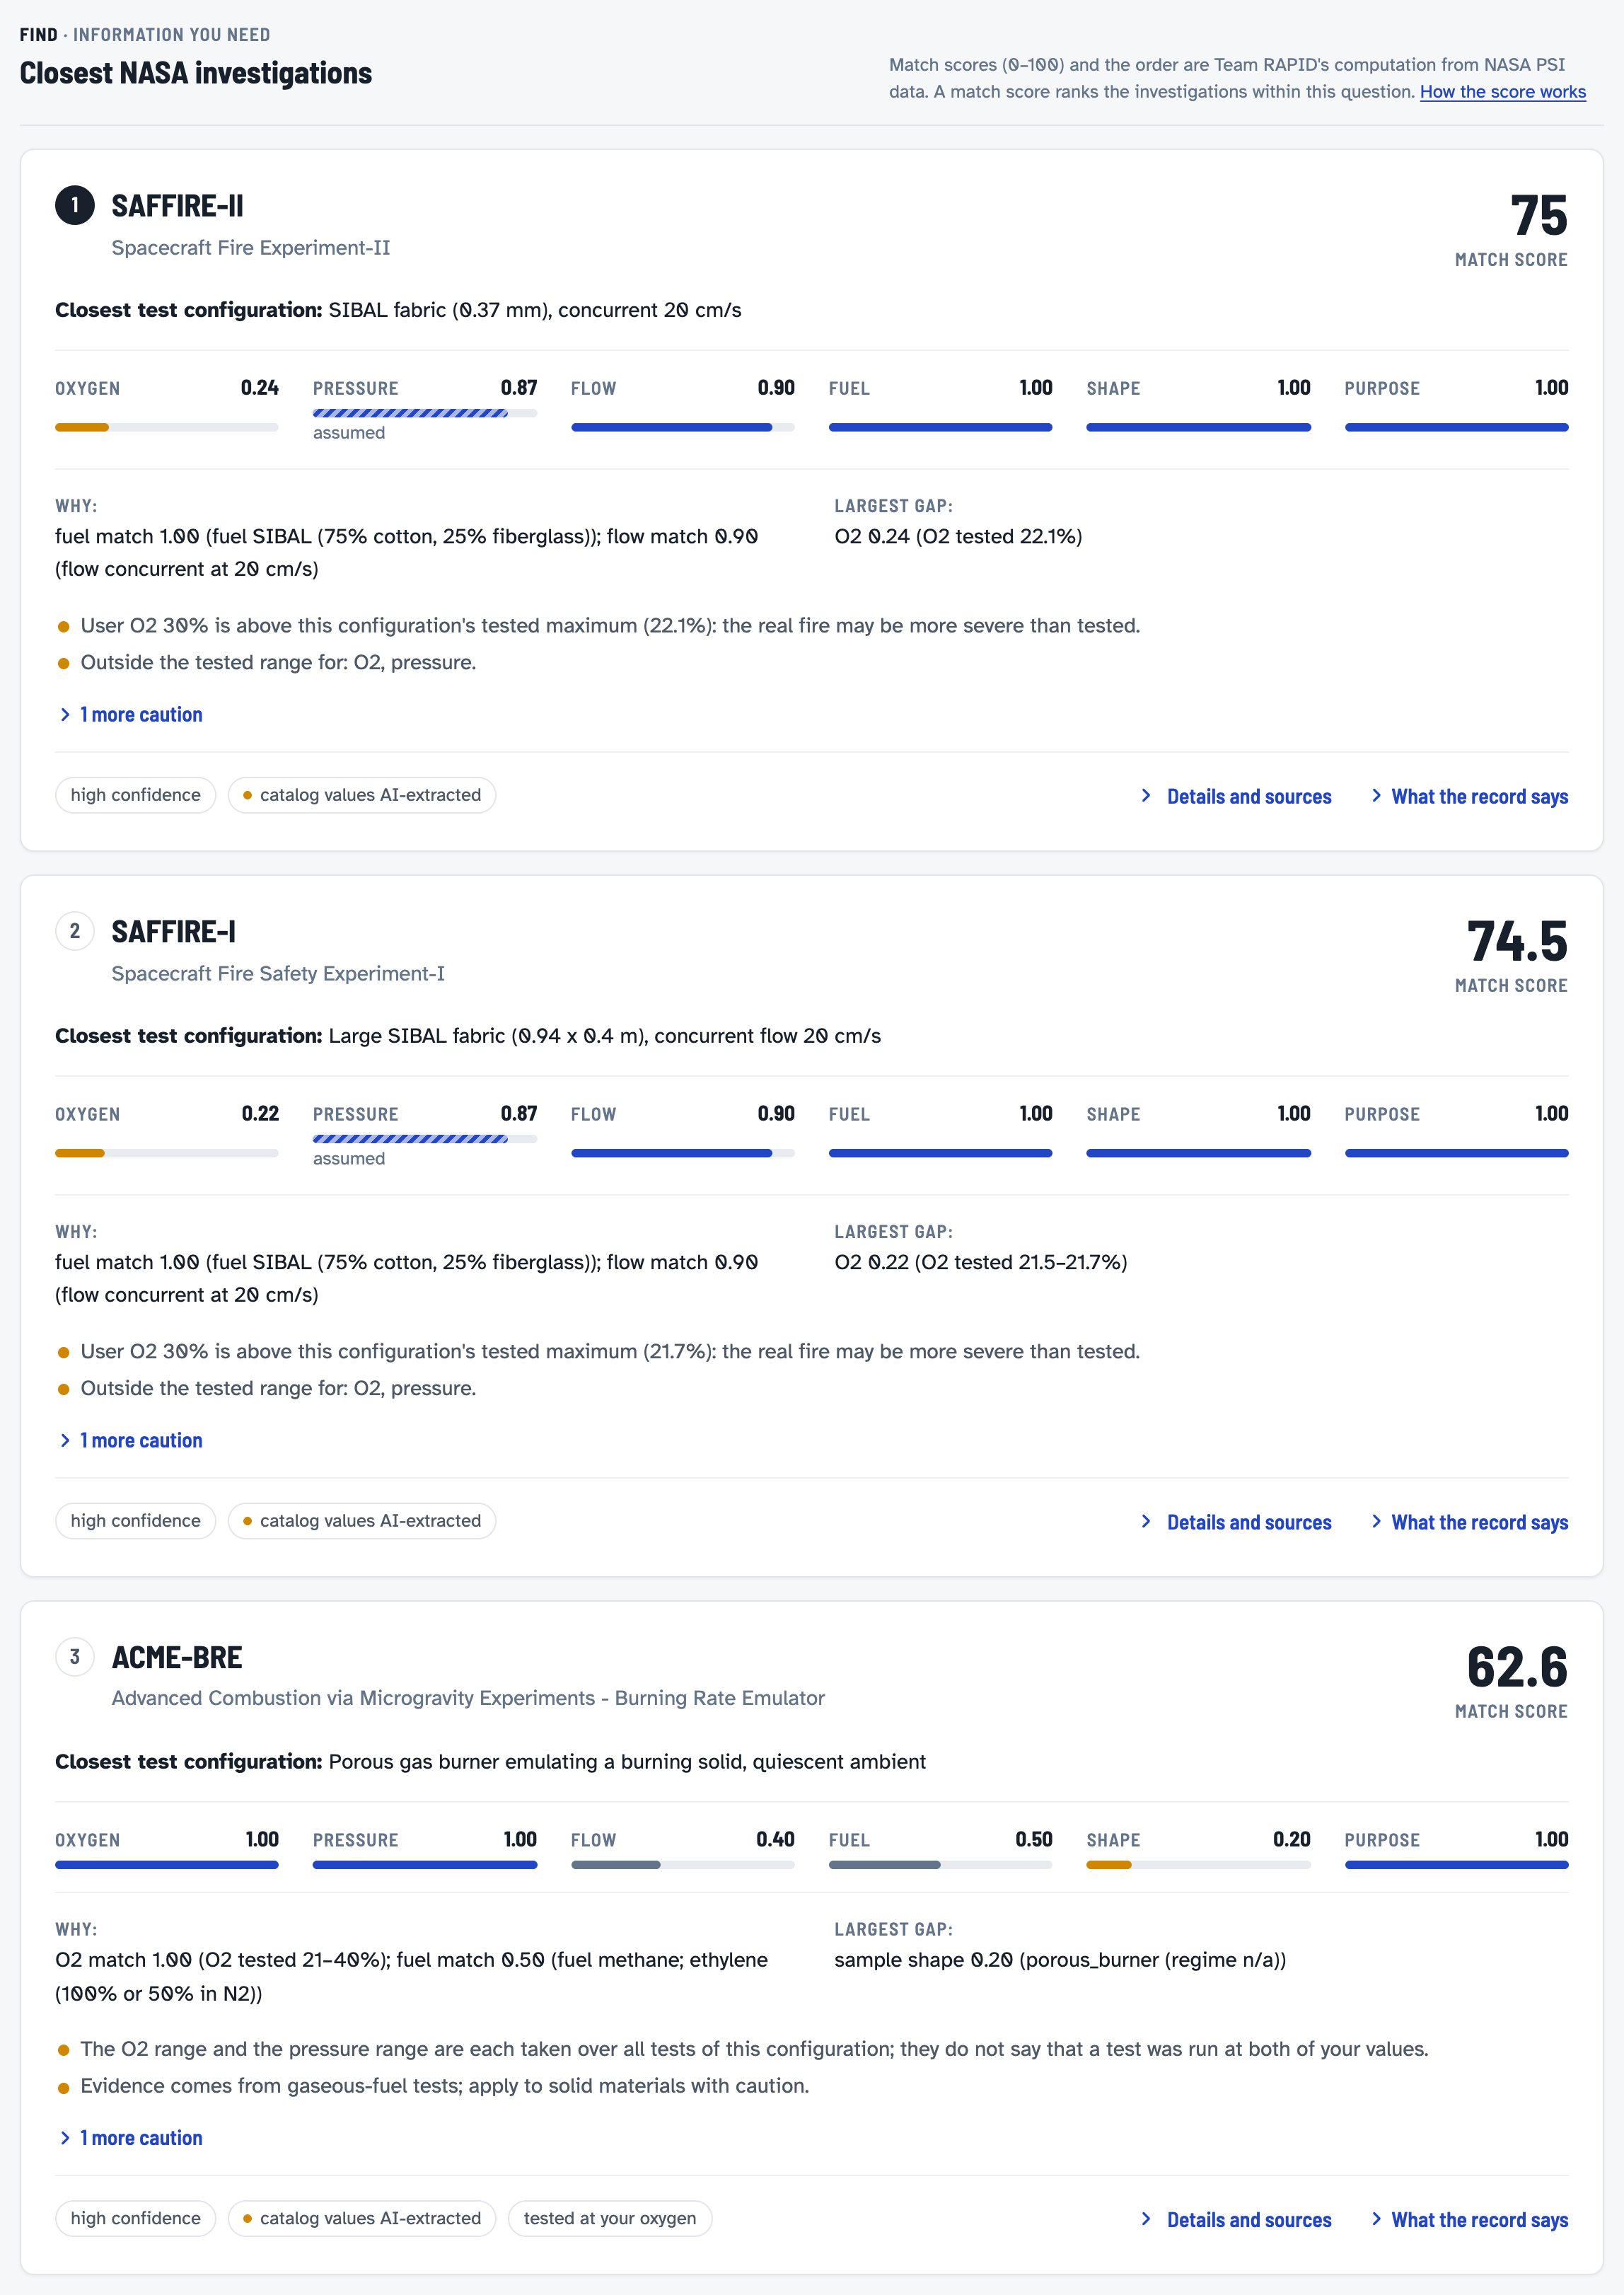 FIND · INFORMATION YOU NEED
Closest NASA investigations
Match scores (0–100) and the order are Team RAPID's computation from NASA PSI
data. A match score ranks the investigations within this question. How the score works
1
SAFFIRE-II
75
Spacecraft Fire Experiment-II
MATCH SCORE
Closest test configuration: SIBAL fabric (0.37 mm), concurrent 20 cm/s
OXYGEN 0.24
PRESSURE 0.87
assumed
FLOW 0.90
FUEL 1.00
SHAPE 1.00
PURPOSE 1.00
WHY:
fuel match 1.00 (fuel SIBAL (75% cotton, 25% fiberglass)); flow match 0.90
(flow concurrent at 20 cm/s)
LARGEST GAP:
O2 0.24 (O2 tested 22.1%)
User O2 30% is above this configuration's tested maximum (22.1%): the real fire may be more severe than tested.
Outside the tested range for: O2, pressure.
1 more caution
high confidence
catalog values AI-extracted
Details and sources
What the record says
2
SAFFIRE-I
74.5
Spacecraft Fire Safety Experiment-I
MATCH SCORE
Closest test configuration: Large SIBAL fabric (0.94 x 0.4 m), concurrent flow 20 cm/s
OXYGEN 0.22
PRESSURE 0.87
assumed
FLOW 0.90
FUEL 1.00
SHAPE 1.00
PURPOSE 1.00
WHY:
fuel match 1.00 (fuel SIBAL (75% cotton, 25% fiberglass)); flow match 0.90
(flow concurrent at 20 cm/s)
LARGEST GAP:
O2 0.22 (O2 tested 21.5–21.7%)
User O2 30% is above this configuration's tested maximum (21.7%): the real fire may be more severe than tested.
Outside the tested range for: O2, pressure.
1 more caution
high confidence
catalog values AI-extracted
Details and sources
What the record says
3
ACME-BRE
62.6
Advanced Combustion via Microgravity Experiments - Burning Rate Emulator
MATCH SCORE
Closest test configuration: Porous gas burner emulating a burning solid, quiescent ambient
OXYGEN 1.00
PRESSURE 1.00
FLOW 0.40
FUEL 0.50
SHAPE 0.20
PURPOSE 1.00
WHY:
O2 match 1.00 (O2 tested 21–40%); fuel match 0.50 (fuel methane; ethylene
(100% or 50% in N2))
LARGEST GAP:
sample shape 0.20 (porous_burner (regime n/a))
The O2 range and the pressure range are each taken over all tests of this configuration; they do not say that a test was run at both of your values.
Evidence comes from gaseous-fuel tests; apply to solid materials with caution.
1 more caution
high confidence
catalog values AI-extracted
tested at your oxygen
Details and sources
What the record says